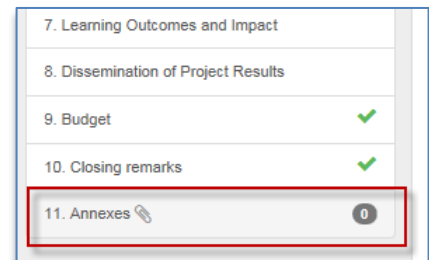 7. Learning Outcomes and Impact
8. Dissemination of Project Results
9. Budget
10. Closing remarks
11. Annexes 0